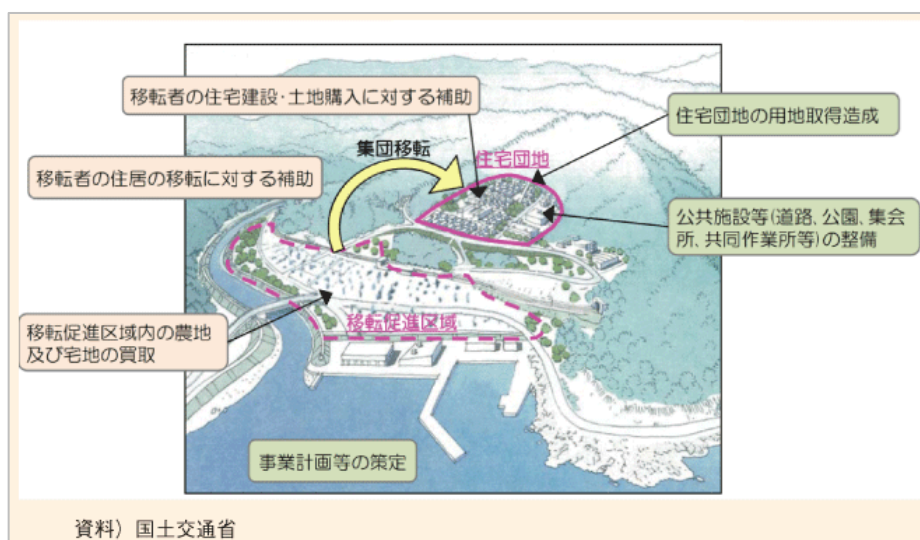 移転者の住宅建設・土地購入に対する補助
住宅団地の用地取得造成
集団移転
住宅団地
移転者の住居の移転に対する補助
公共施設等(道路、公園、集会
所、共同作業所等)の整備
移転促進区域
移転促進区域内の農地
及び宅地の買取
事業計画等の策定
資料）国土交通省